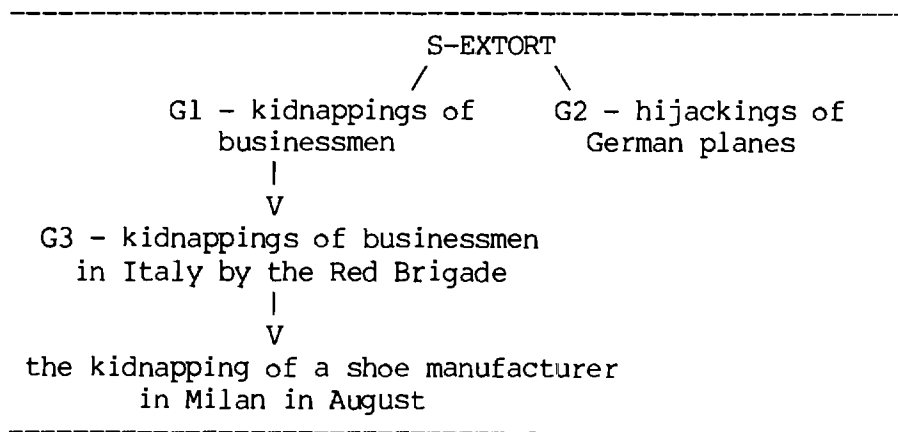 S-EXTORT
/ \
G1 - kidnappings of G2 - hijackings of
businessmen German planes
|
V
G3 - kidnappings of businessmen
in Italy by the Red Brigade
|
V
the kidnapping of a shoe manufacturer
in Milan in August